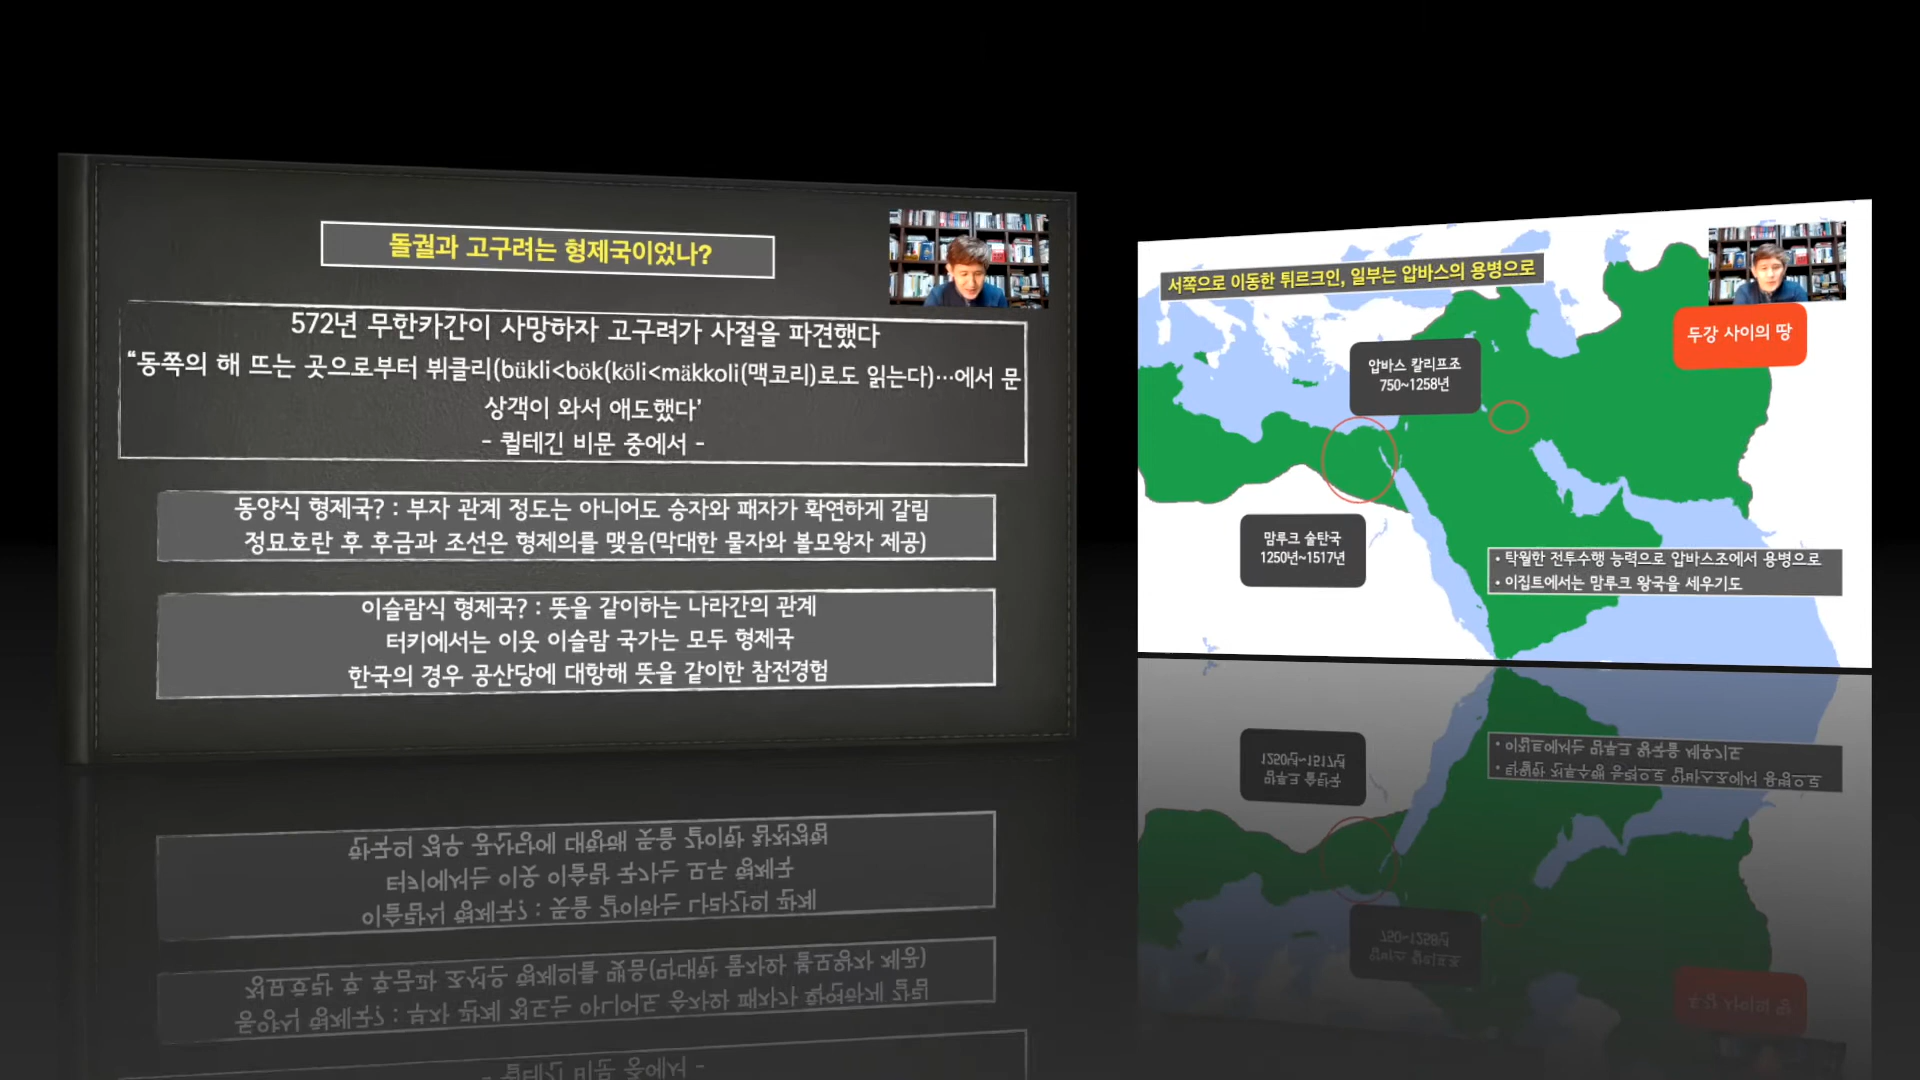 돌궐과 고구려는 형제국이었나?
572년 무한카간이 사망하자 고구려가 사절을 파견했다
“동쪽의 해 뜨는 곳으로부터 뷔클리(bükli<bök(köli<mäkkoli(맥코리)로도 읽는다)…에서 문
상객이 와서 애도했다’
- 퀼테긴 비문 중에서 -
동양식 형제국? : 부자 관계 정도는 아니어도 승자와 패자가 확연하게 갈림
정묘호란 후 후금과 조선은 형제의를 맺음(막대한 물자와 볼모왕자 제공)
이슬람식 형제국? : 뜻을 같이하는 나라간의 관계
터키에서는 이웃 이슬람 국가는 모두 형제국
한국의 경우 공산당에 대항해 뜻을 같이한 참전경험
서쪽으로 이동한 튀르크인, 일부는 압바스의 용병으로
두강 사이의 땅
압바스 칼리프조
750~1258년
맘루크 술탄국
1250년~1517년
• 탁월한 전투수행 능력으로 압바스조에서 용병으로
• 이집트에서는 맘루크 왕국을 세우기도